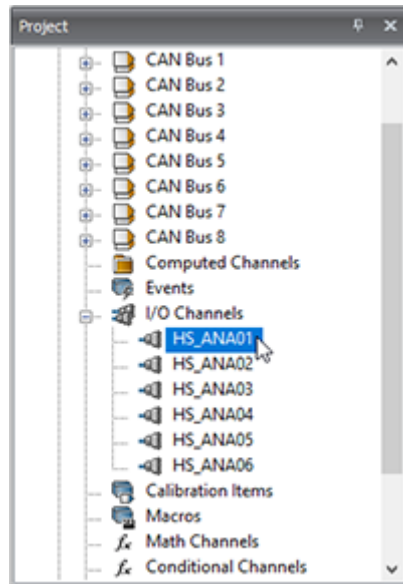 Project
CAN Bus 1
CAN Bus 2
CAN Bus 3
CAN Bus 4
CAN Bus 5
CAN Bus 6
CAN Bus 7
CAN Bus 8
Computed Channels
Events
I/O Channels
HS_ANA01
HS_ANA02
HS_ANA03
HS_ANA04
HS_ANA05
HS_ANA06
Calibration Items
Macros
fx Math Channels
fx Conditional Channels